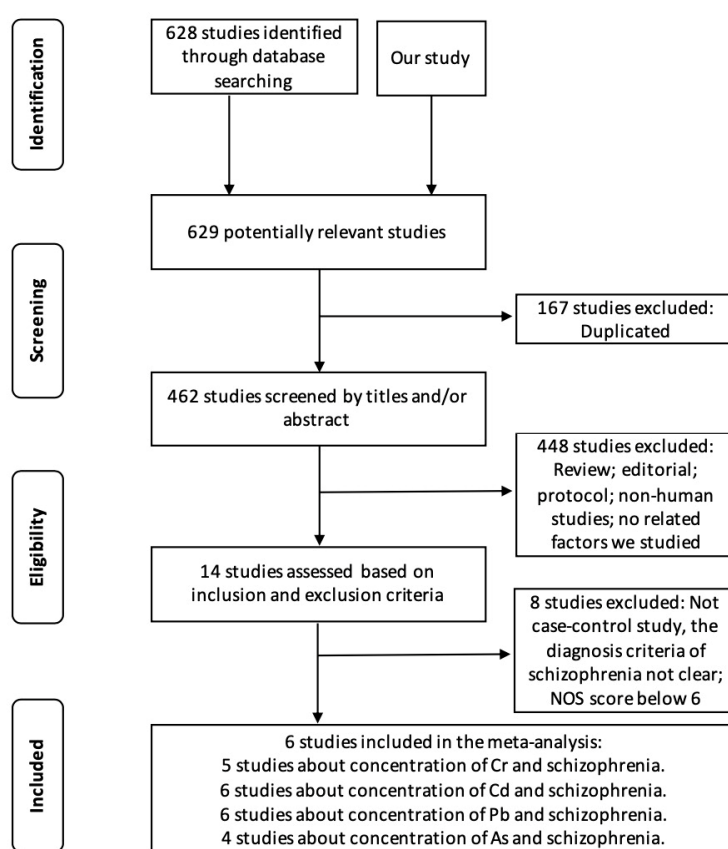 Identification
628 studies identified
through database
searching
Our study
629 potentially relevant studies
Screening
167 studies excluded:
Duplicated
462 studies screened by titles and/or
abstract
448 studies excluded:
Review; editorial;
protocol; non-human
studies; no related
factors we studied
Eligibility
14 studies assessed based on
inclusion and exclusion criteria
8 studies excluded: Not
case-control study, the
diagnosis criteria of
schizophrenia not clear;
NOS score below 6
Included
6 studies included in the meta-analysis:
5 studies about concentration of Cr and schizophrenia.
6 studies about concentration of Cd and schizophrenia.
6 studies about concentration of Pb and schizophrenia.
4 studies about concentration of As and schizophrenia.